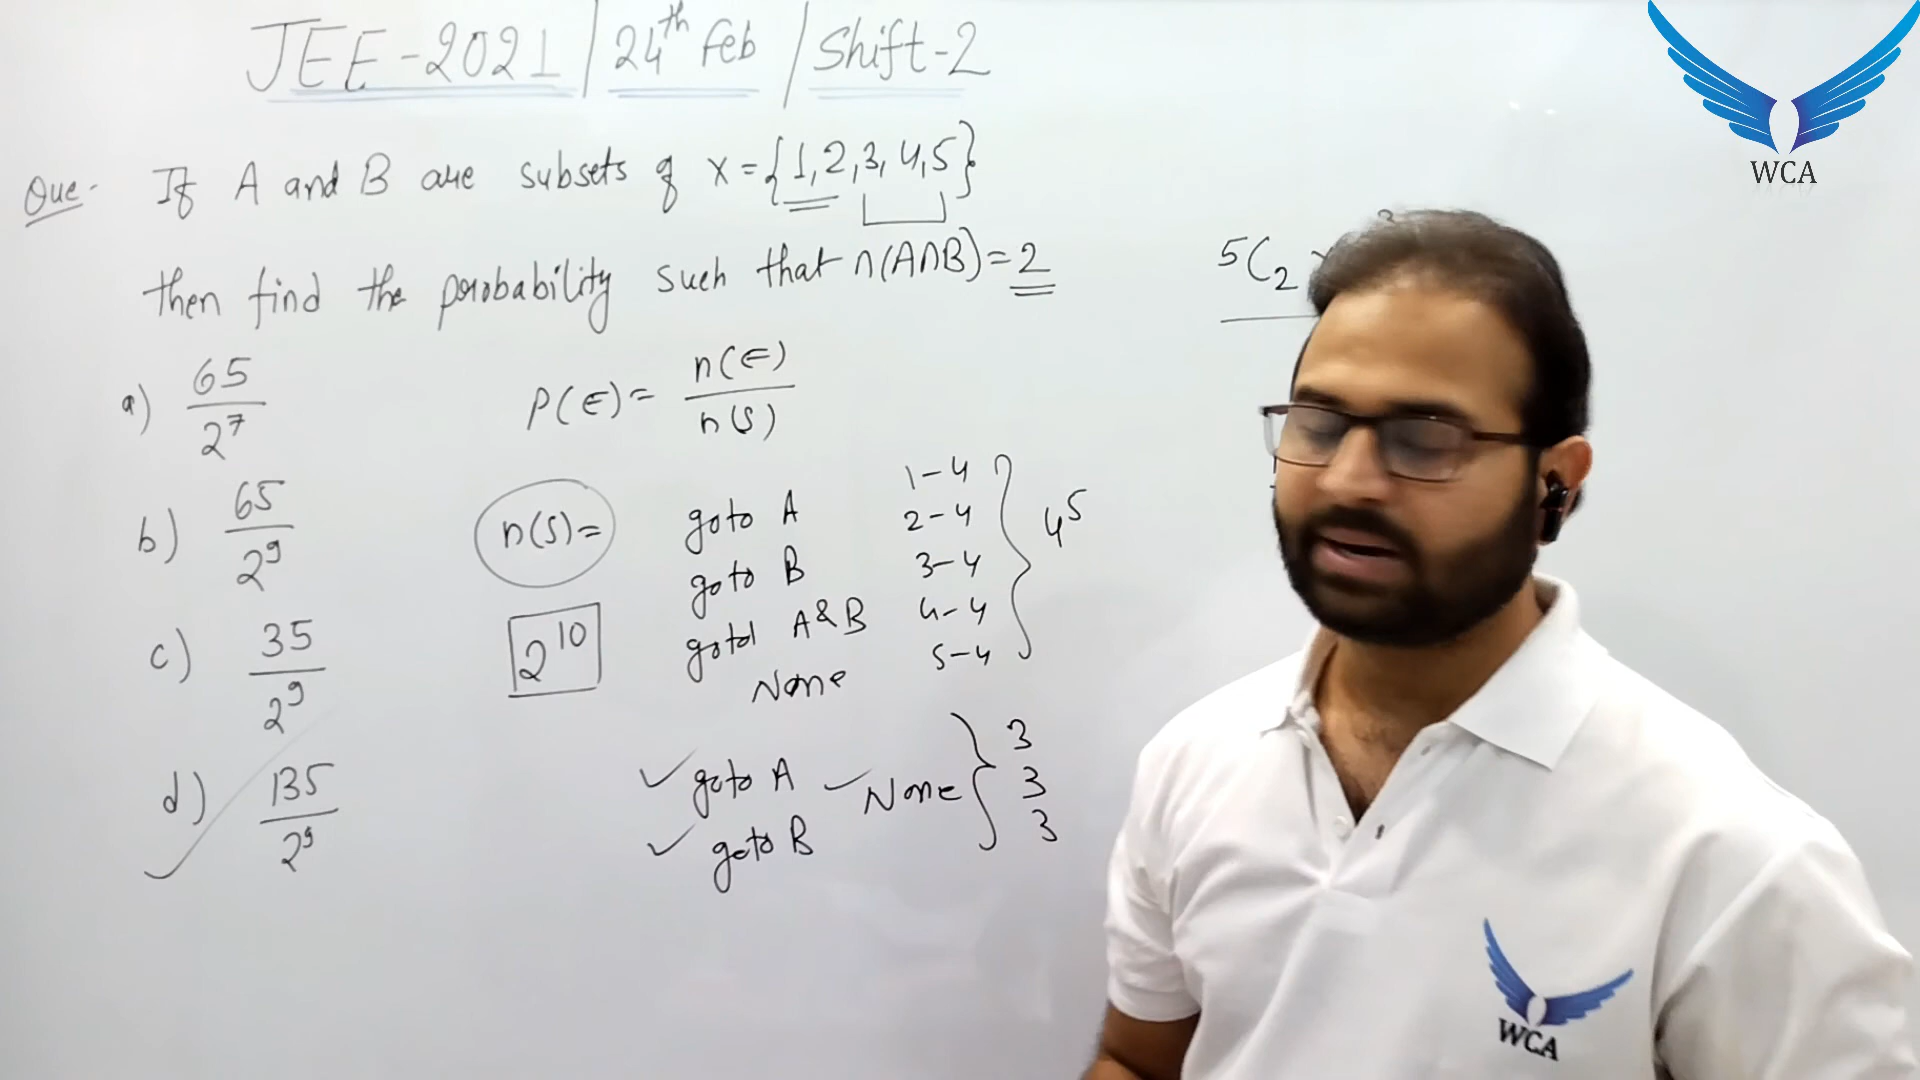 JEE-2021 / 24th Feb / Shift-2
WCA
Que- If A and B are subsets of X = {1,2,3,4,5}
then find the probability such that n(A∩B)=2
5C2
a) 65/2^7
P(E) = n(E)/n(S)
b) 65/2^9
n(S)=
2^10
goto A
goto B
A&B
None
1-4
2-4
3-4
4-4
5-4
4^5
c) 35/2^9
d) 135/2^9
goto A
None
goto B
3
3
3
WCA